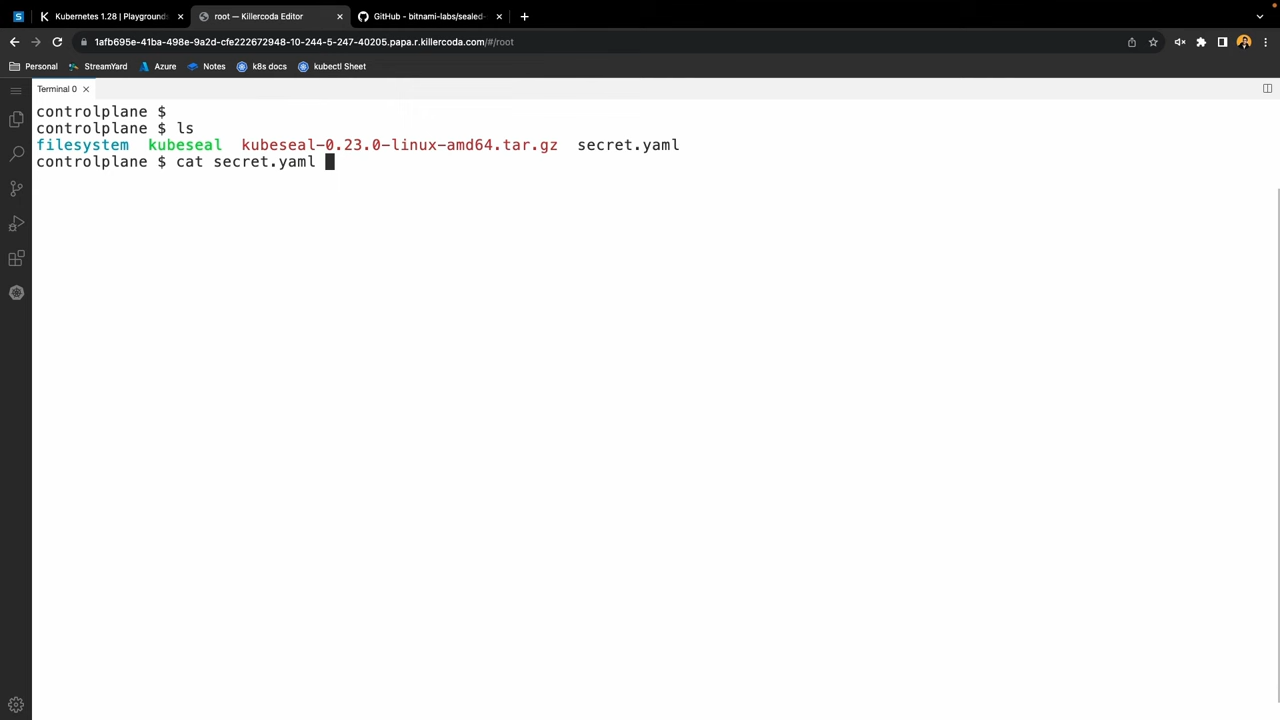 Kubernetes 1.28 | Playgrounds
root — Killercoda Editor
GitHub - bitnami-labs/sealed-
1afb695e-41ba-498e-9a2d-cfe222672948-10-244-5-247-40205.papa.r.killercoda.com/#/root
Personal StreamYard Azure Notes k8s docs kubectl Sheet
Terminal 0
controlplane $
controlplane $ ls
filesystem kubeseal kubeseal-0.23.0-linux-amd64.tar.gz secret.yaml
controlplane $ cat secret.yaml